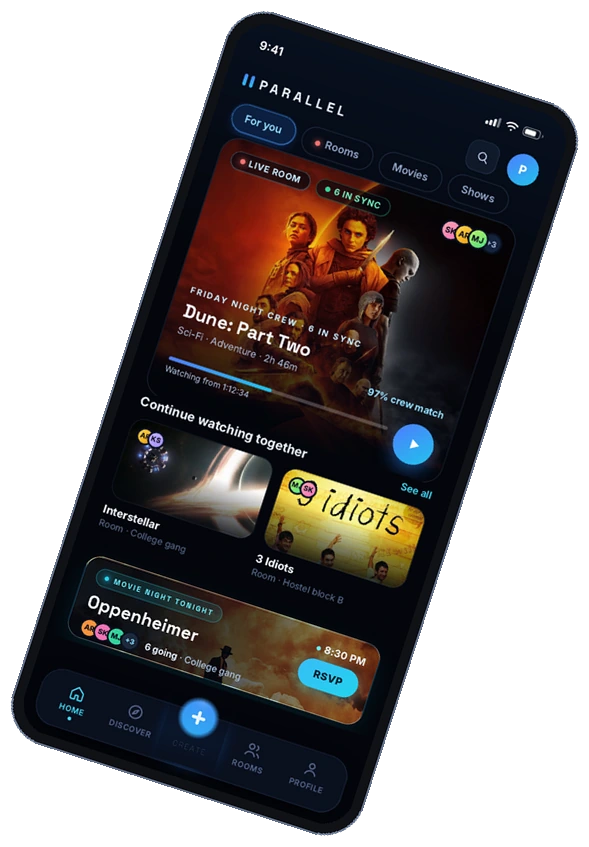 9:41
PARALLEL
P
For you
Rooms
Movies
Shows
LIVE ROOM
6 IN SYNC
SK
AR
MJ
+3
FRIDAY NIGHT CREW · 6 IN SYNC
Dune: Part Two
Sci-Fi · Adventure · 2h 46m
97% crew match
Watching from 1:12:34
Continue watching together
See all
KS
SK
idiots
Interstellar
Room · College gang
3 Idiots
Room · Hostel block B
MOVIE NIGHT TONIGHT
Oppenheimer
8:30 PM
AR
SK
MJ
+3
6 going · College gang
RSVP
HOME
DISCOVER
CREATE
ROOMS
PROFILE